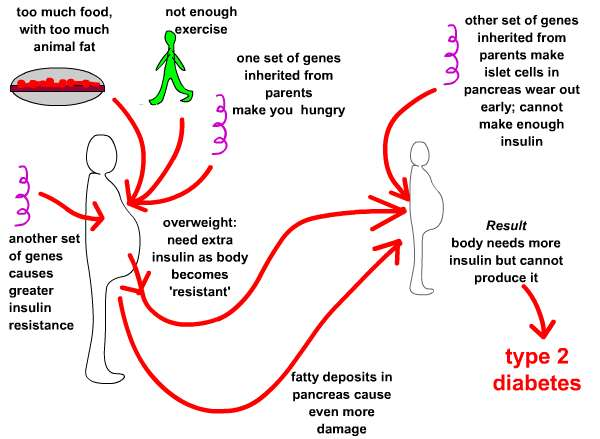 too much food,
with too much
animal fat
not enough
exercise
one set of genes
inherited from
parents
make you hungry
other set of genes
inherited from
parents make
islet cells in
pancreas wear out
early; cannot
make enough
insulin
another set
of genes
causes
greater
insulin
resistance
overweight:
need extra
insulin as body
becomes
'resistant'
Result
body needs more
insulin but cannot
produce it
fatty deposits in
pancreas cause
even more
damage
type 2
diabetes